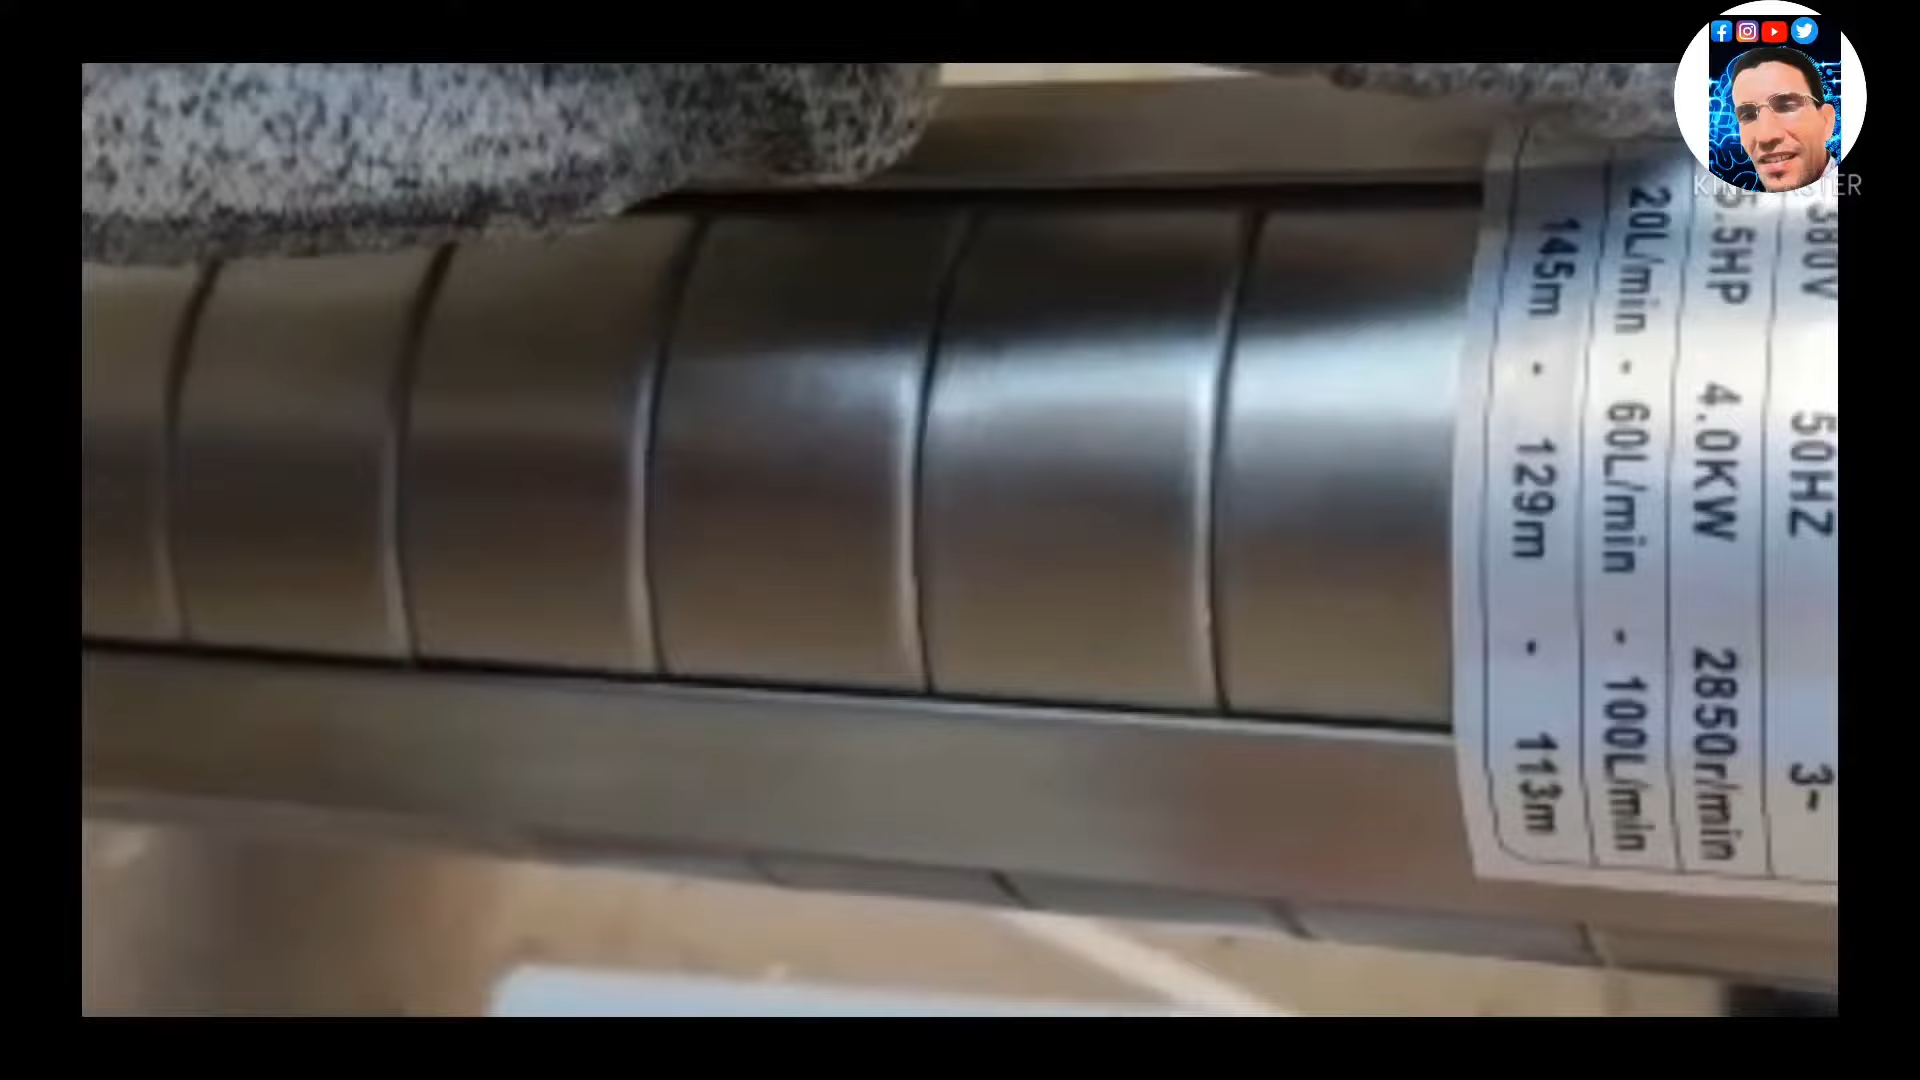 380V 50HZ 3~
5.5HP 4.0KW 2850r/min
20L/min - 60L/min - 100L/min
145m - 129m - 113m